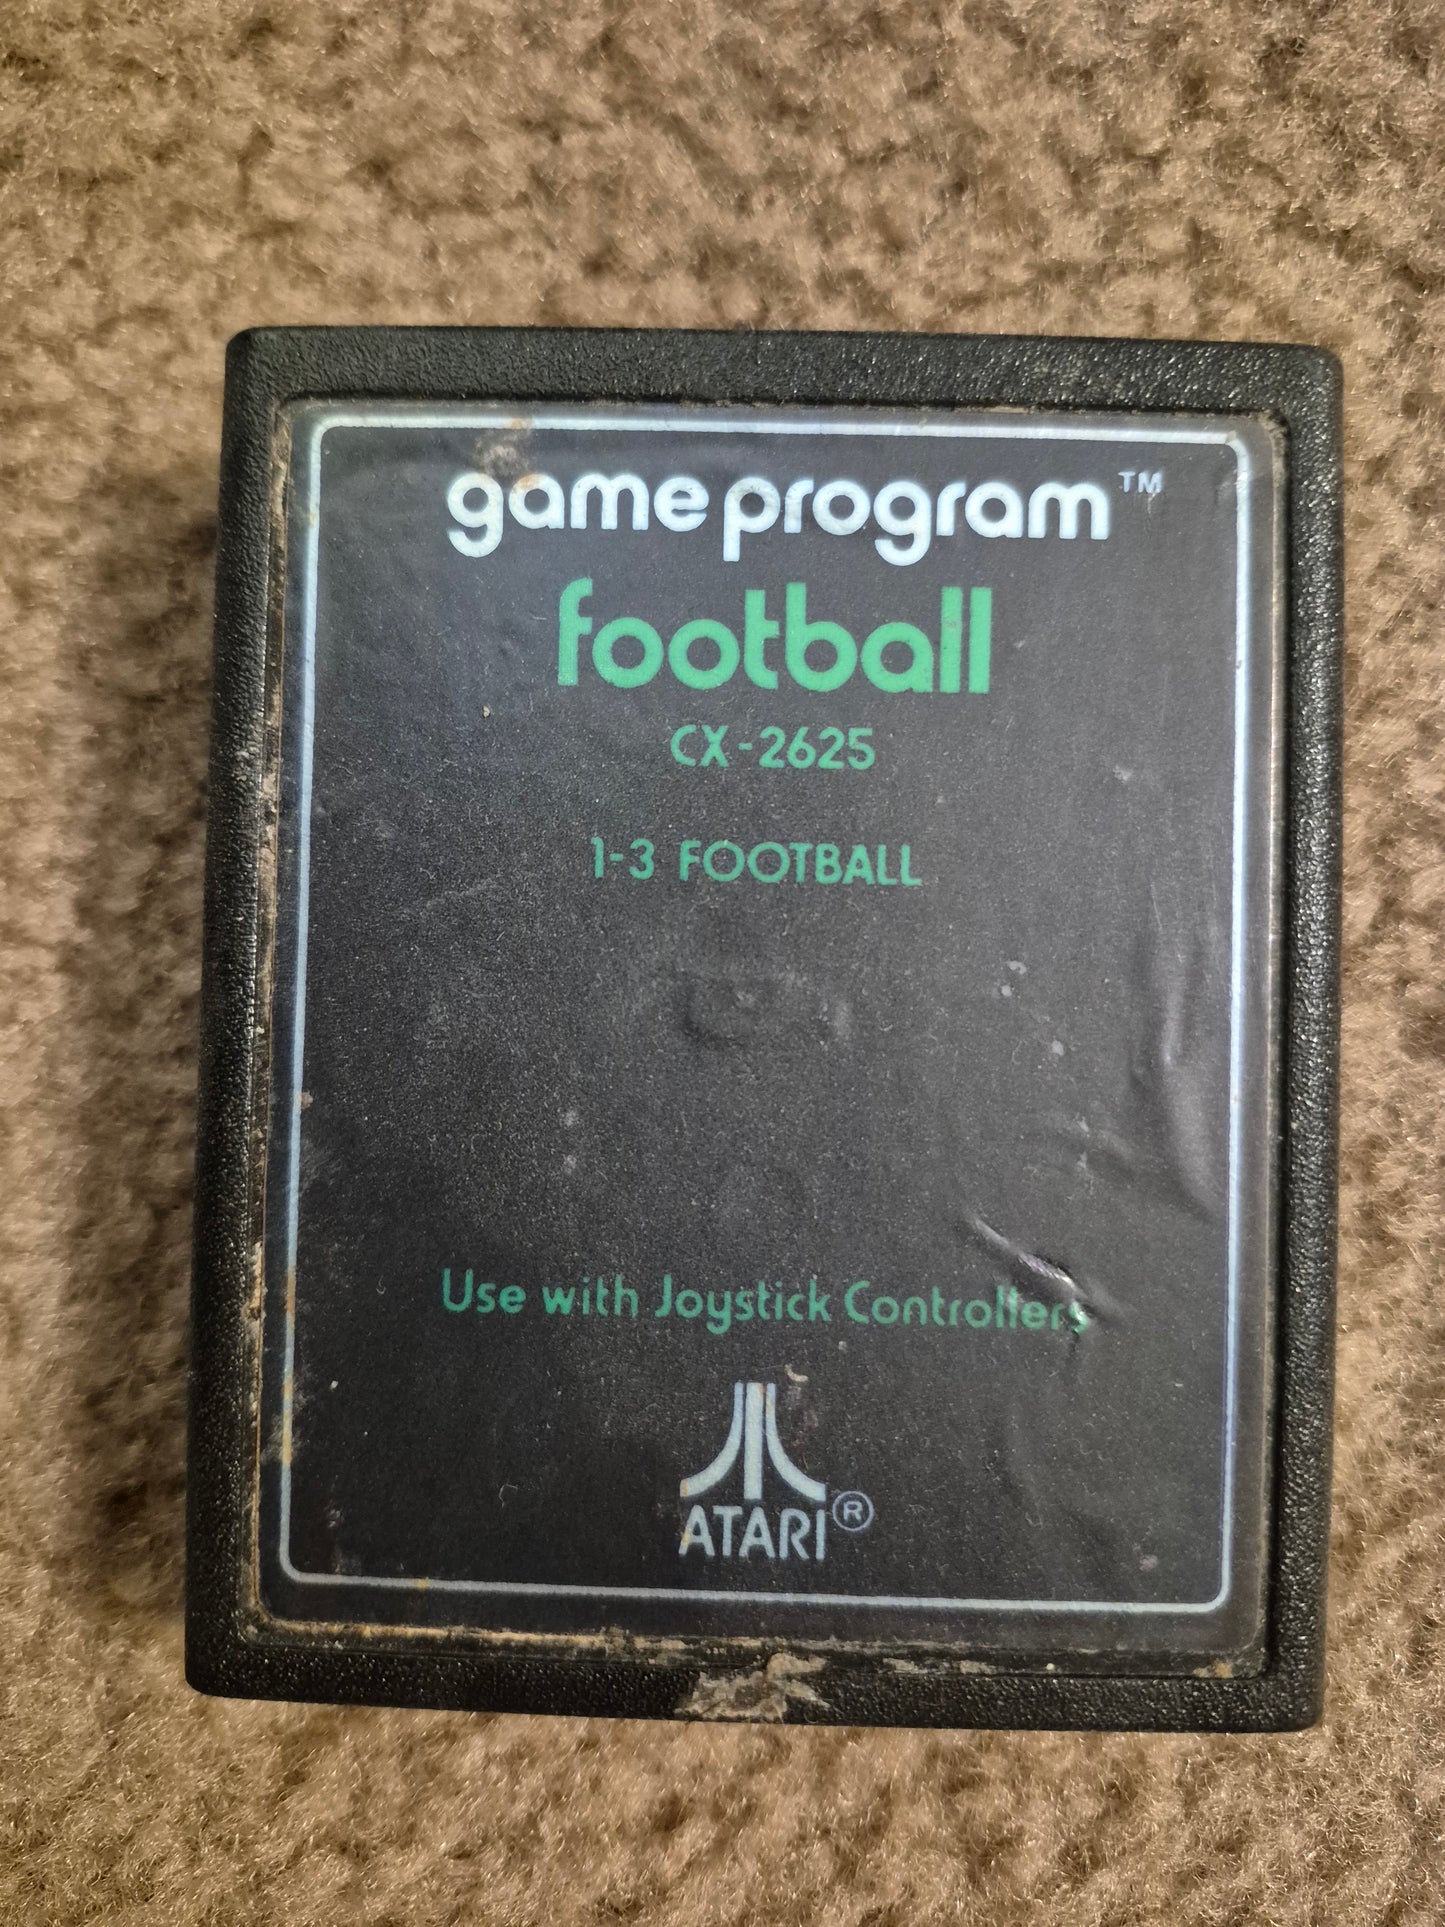 game program™
football
CX-2625
1-3 FOOTBALL
Use with Joystick Controllers
ATARI®